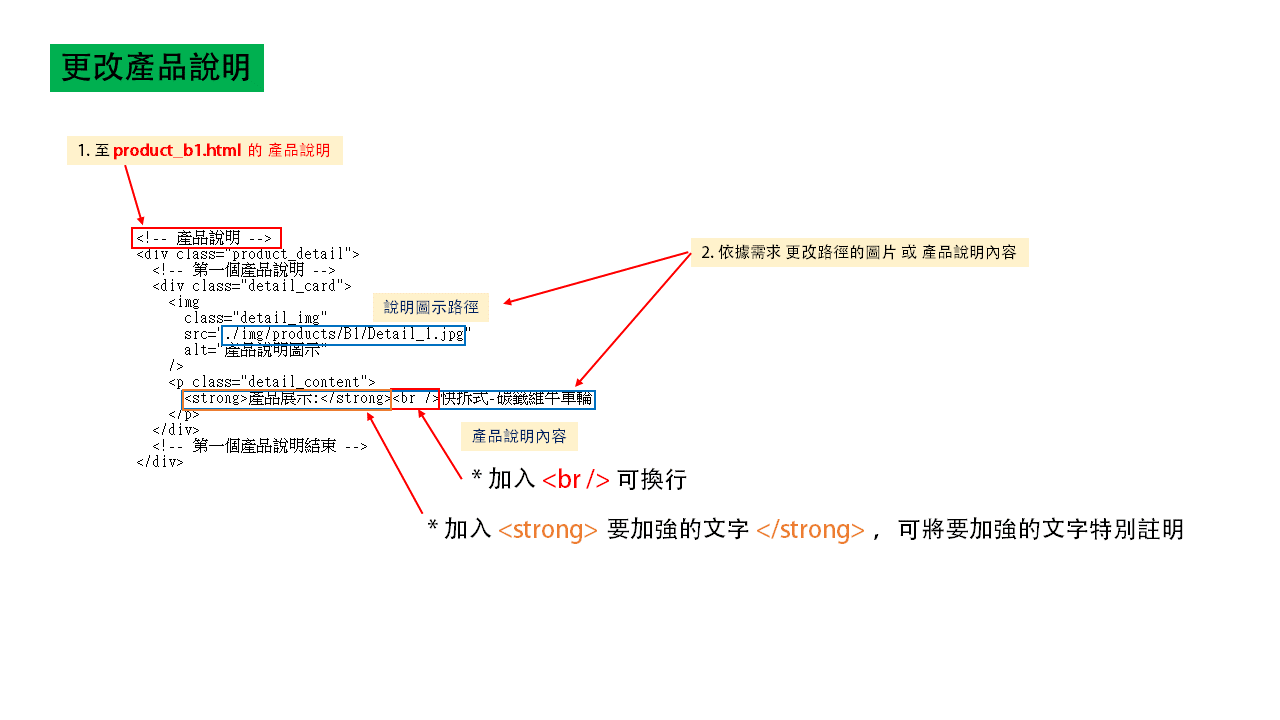 更改產品說明
1. 至 product_b1.html 的 產品說明
<!-- 產品說明 -->
<div class="product_detail">
2. 依據需求 更改路徑的圖片 或 產品說明內容
<!-- 第一個產品說明 -->
<div class="detail_card">
<img
說明圖示路徑
class="detail_img"
src="./img/products/B1/Detail_1.jpg"
alt="產品說明圖示"
/>
<p class="detail_content">
<strong>產品展示:</strong><br />快拆式-碳纖維牛車輪
</p>
</div>
產品說明內容
<!-- 第一個產品說明結束 -->
</div>
* 加入 <br /> 可換行
* 加入 <strong> 要加強的文字 </strong> ， 可將要加強的文字特別註明